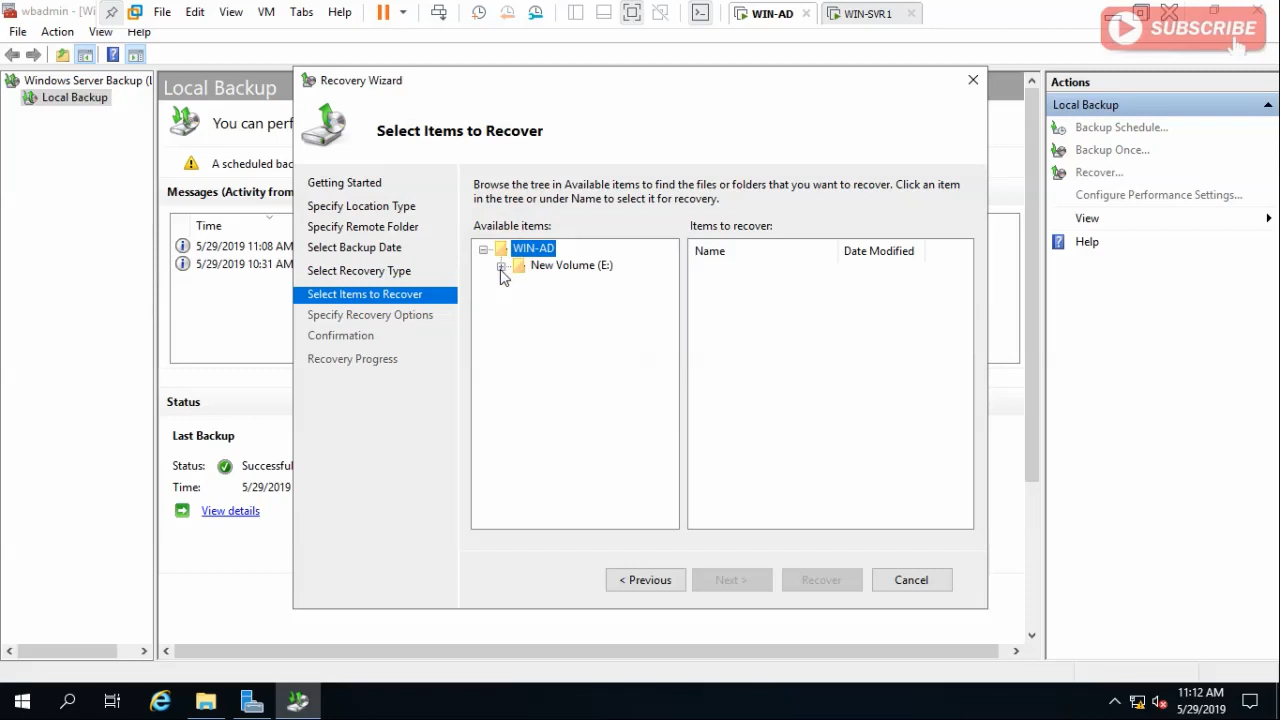 wbadmin - [Wi
File Edit View VM Tabs Help
WIN-AD
WIN-SVR1
SUBSCRIBE
File Action View Help
Windows Server Backup (l
Local Backup
Local Backup
You can perf
A scheduled bac
Messages (Activity from
Time
5/29/2019 11:08 AM
5/29/2019 10:31 AM
Status
Last Backup
Status: Successful
Time: 5/29/2019
View details
Recovery Wizard
Select Items to Recover
Getting Started
Specify Location Type
Specify Remote Folder
Select Backup Date
Select Recovery Type
Select Items to Recover
Specify Recovery Options
Confirmation
Recovery Progress
Browse the tree in Available items to find the files or folders that you want to recover. Click an item
in the tree or under Name to select it for recovery.
Available items:
WIN-AD
New Volume (E:)
Items to recover:
Name Date Modified
< Previous
Next >
Recover
Cancel
Actions
Local Backup
Backup Schedule...
Backup Once...
Recover...
Configure Performance Settings...
View
Help
11:12 AM
5/29/2019